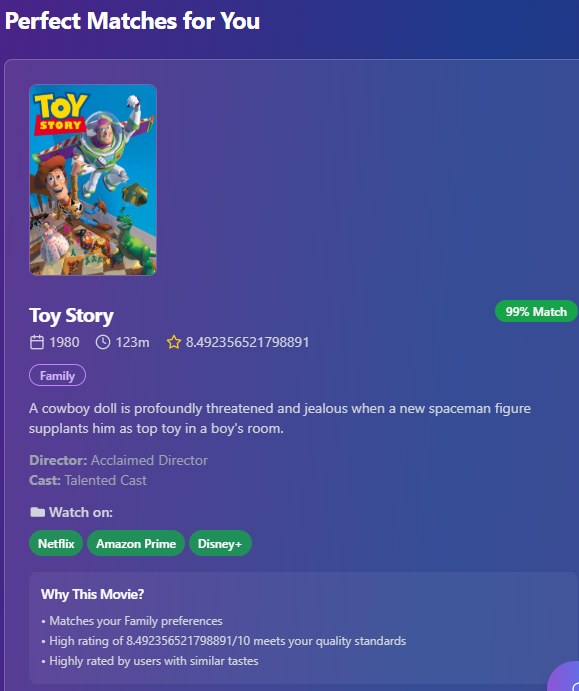 Perfect Matches for You
TOY
STORY
Toy Story
99% Match
1980 123m 8.492356521798891
Family
A cowboy doll is profoundly threatened and jealous when a new spaceman figure
supplants him as top toy in a boy's room.
Director: Acclaimed Director
Cast: Talented Cast
Watch on:
Netflix Amazon Prime Disney+
Why This Movie?
• Matches your Family preferences
• High rating of 8.492356521798891/10 meets your quality standards
• Highly rated by users with similar tastes